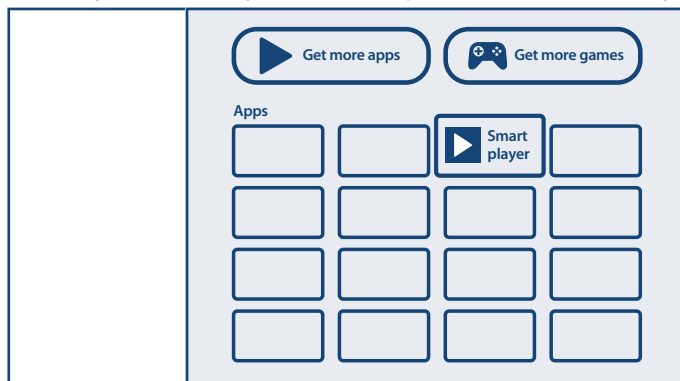 Get more apps
Get more games
Apps
Smart
player